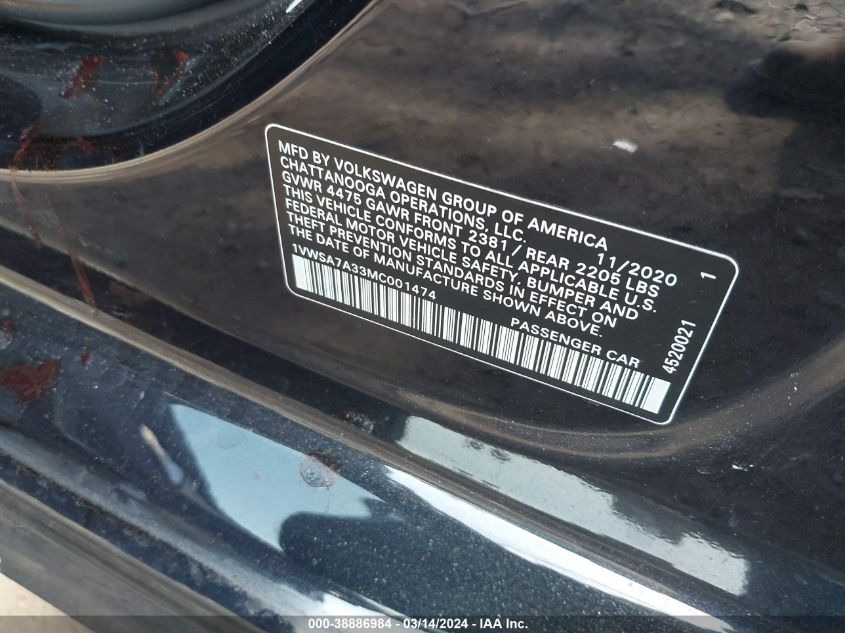 MFD BY VOLKSWAGEN GROUP OF AMERICA
CHATTANOOGA OPERATIONS, LLC. 11/2020
GVWR 4475 GAWR FRONT 2381 / REAR 2205 LBS
THIS VEHICLE CONFORMS TO ALL APPLICABLE U.S.
FEDERAL MOTOR VEHICLE SAFETY, BUMPER AND
THEFT PREVENTION STANDARDS IN EFFECT ON
THE DATE OF MANUFACTURE SHOWN ABOVE.
1VWSA7A33MC001474 PASSENGER CAR
4520021 1
000-38886984 - 03/14/2024 - IAAI.com